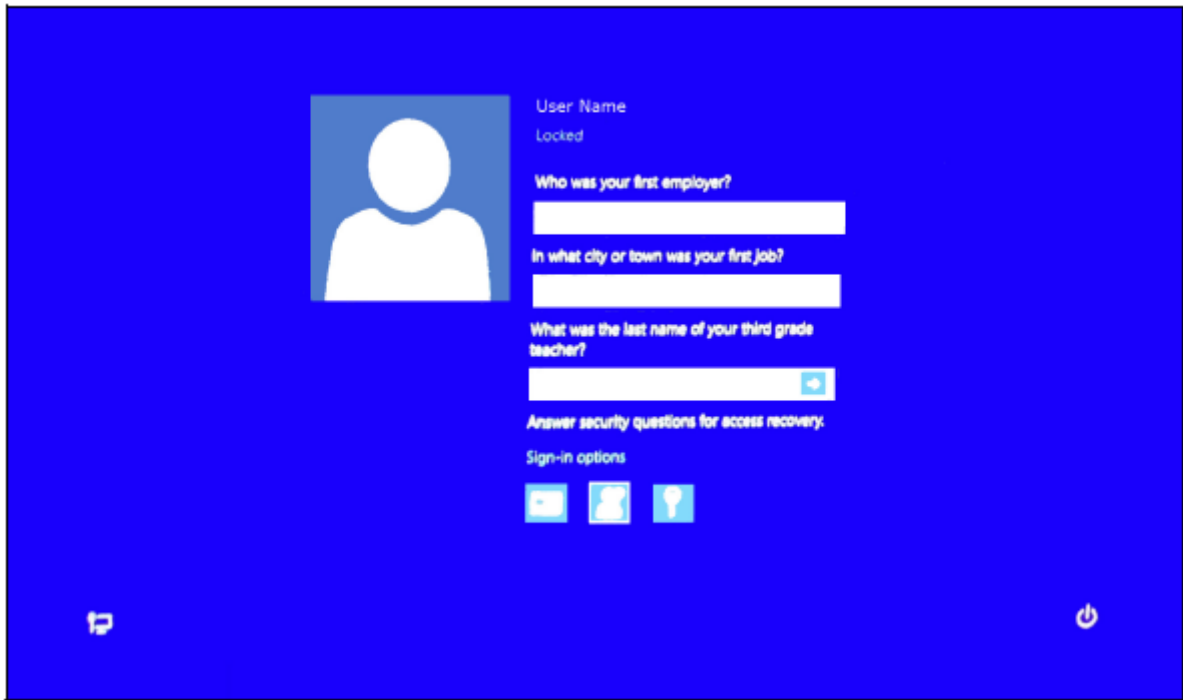 User Name
Locked
Who was your first employer?
In what city or town was your first job?
What was the last name of your third grade
teacher?
Answer security questions for access recovery.
Sign-in options